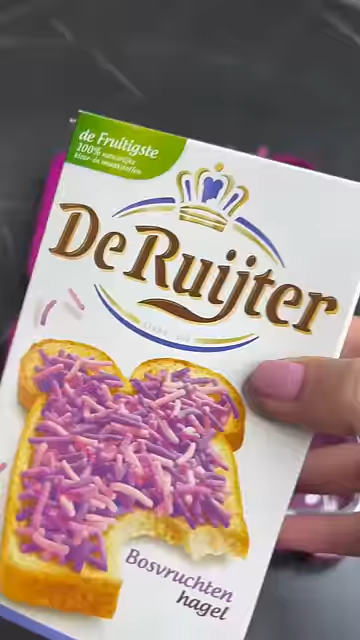 de Fruitigste
100% natuurlijke
kleur- en smaakstoffen
De Ruijter
Bosvruchten
hagel